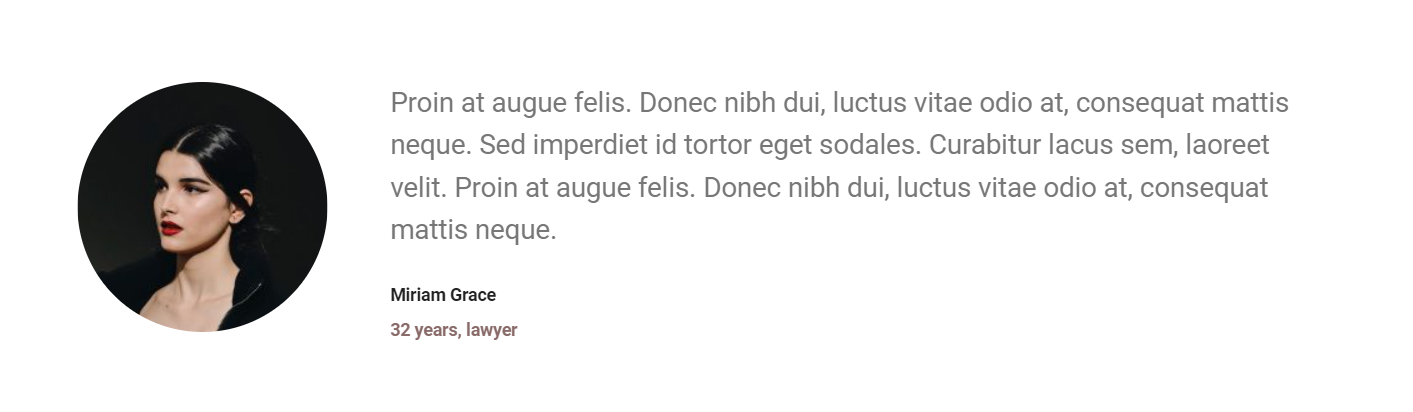 Proin at augue felis. Donec nibh dui, luctus vitae odio at, consequat mattis
neque. Sed imperdiet id tortor eget sodales. Curabitur lacus sem, laoreet
velit. Proin at augue felis. Donec nibh dui, luctus vitae odio at, consequat
mattis neque.
Miriam Grace
32 years, lawyer